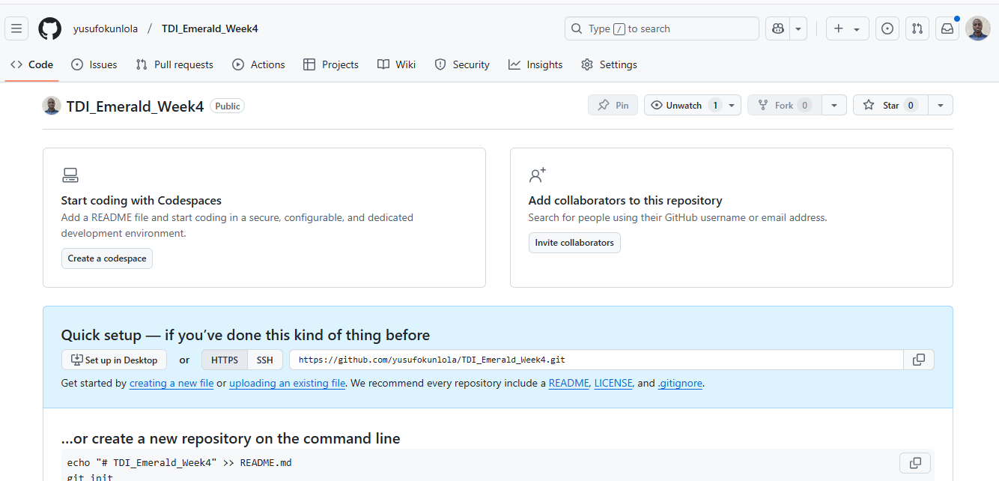 yusufokunlola / TDI_Emerald_Week4 Type / to search
Code Issues Pull requests Actions Projects Wiki Security Insights Settings
TDI_Emerald_Week4 Public Pin Unwatch 1 Fork 0 Star 0
Start coding with Codespaces
Add a README file and start coding in a secure, configurable, and dedicated
development environment.
Create a codespace
Add collaborators to this repository
Search for people using their GitHub username or email address.
Invite collaborators
Quick setup — if you’ve done this kind of thing before
Set up in Desktop or HTTPS SSH https://github.com/yusufokunlola/TDI_Emerald_Week4.git
Get started by creating a new file or uploading an existing file. We recommend every repository include a README, LICENSE, and .gitignore.
…or create a new repository on the command line
echo "# TDI_Emerald_Week4" >> README.md
git init